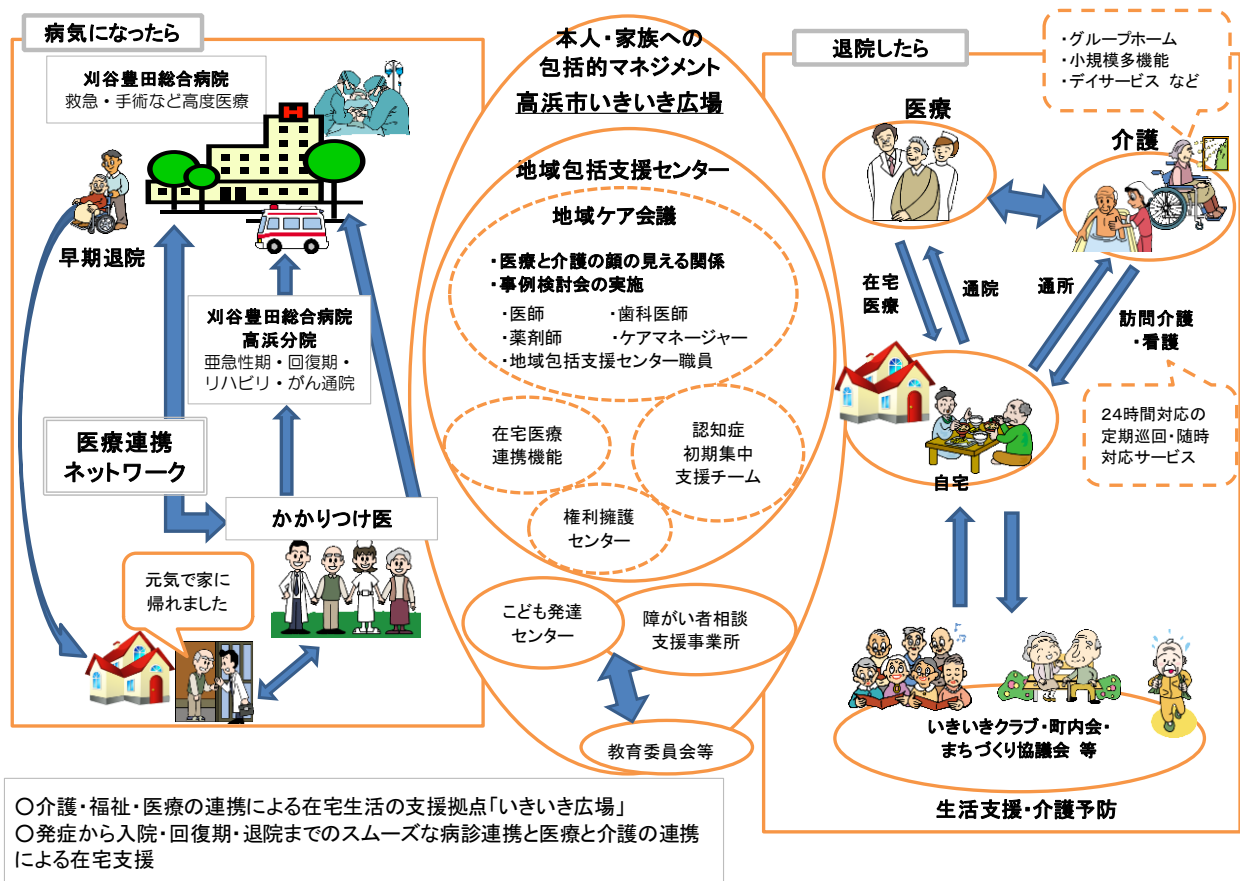 病気になったら
刈谷豊田総合病院
救急・手術など高度医療
早期退院
刈谷豊田総合病院
高浜分院
亜急性期・回復期・
リハビリ・がん通院
医療連携
ネットワーク
かかりつけ医
元気で家に
帰れました
本人・家族への
包括的マネジメント
高浜市いきいき広場
地域包括支援センター
地域ケア会議
・医療と介護の顔の見える関係
・事例検討会の実施
・医師 ・歯科医師
・薬剤師 ・ケアマネージャー
・地域包括支援センター職員
在宅医療
連携機能
認知症
初期集中
支援チーム
権利擁護
センター
こども発達
センター
障がい者相談
支援事業所
教育委員会等
退院したら
・グループホーム
・小規模多機能
・デイサービス など
医療
介護
在宅
医療
通院
通所
訪問介護
・看護
24時間対応の
定期巡回・随時
対応サービス
自宅
いきいきクラブ・町内会・
まちづくり協議会 等
生活支援・介護予防
○介護・福祉・医療の連携による在宅生活の支援拠点「いきいき広場」
○発症から入院・回復期・退院までのスムーズな病診連携と医療と介護の連携
による在宅支援
H